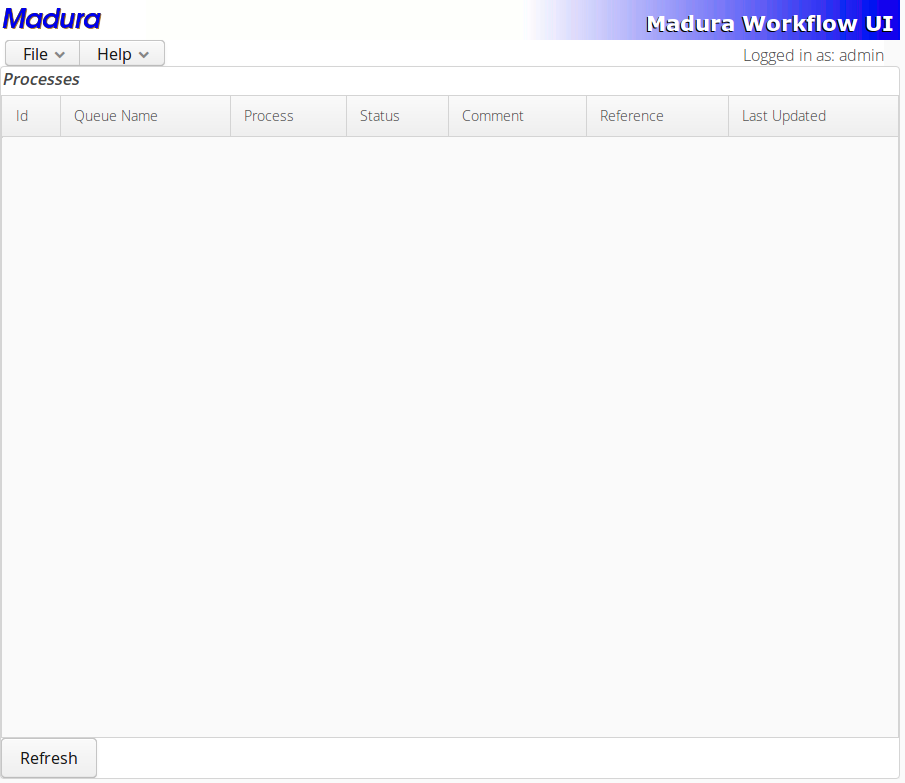 Madura
Madura Workflow UI
File Help
Logged in as: admin
Processes
Id Queue Name Process Status Comment Reference Last Updated
Refresh